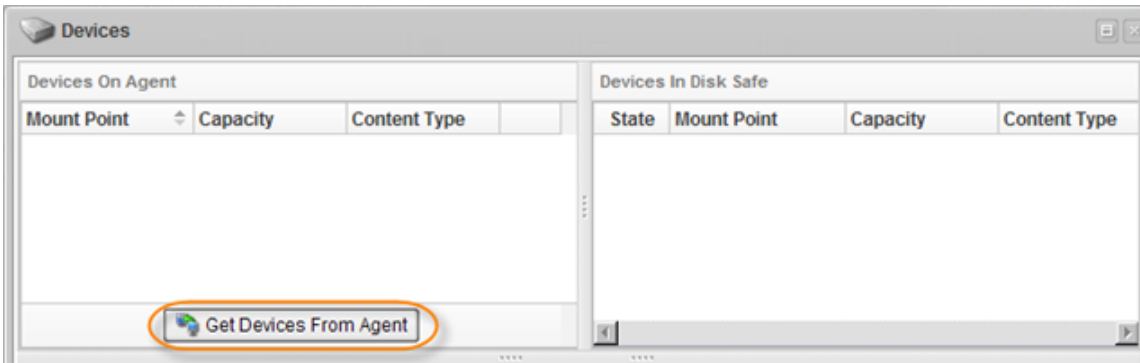 Devices
Devices On Agent
Mount Point Capacity Content Type
Get Devices From Agent
Devices In Disk Safe
State Mount Point Capacity Content Type